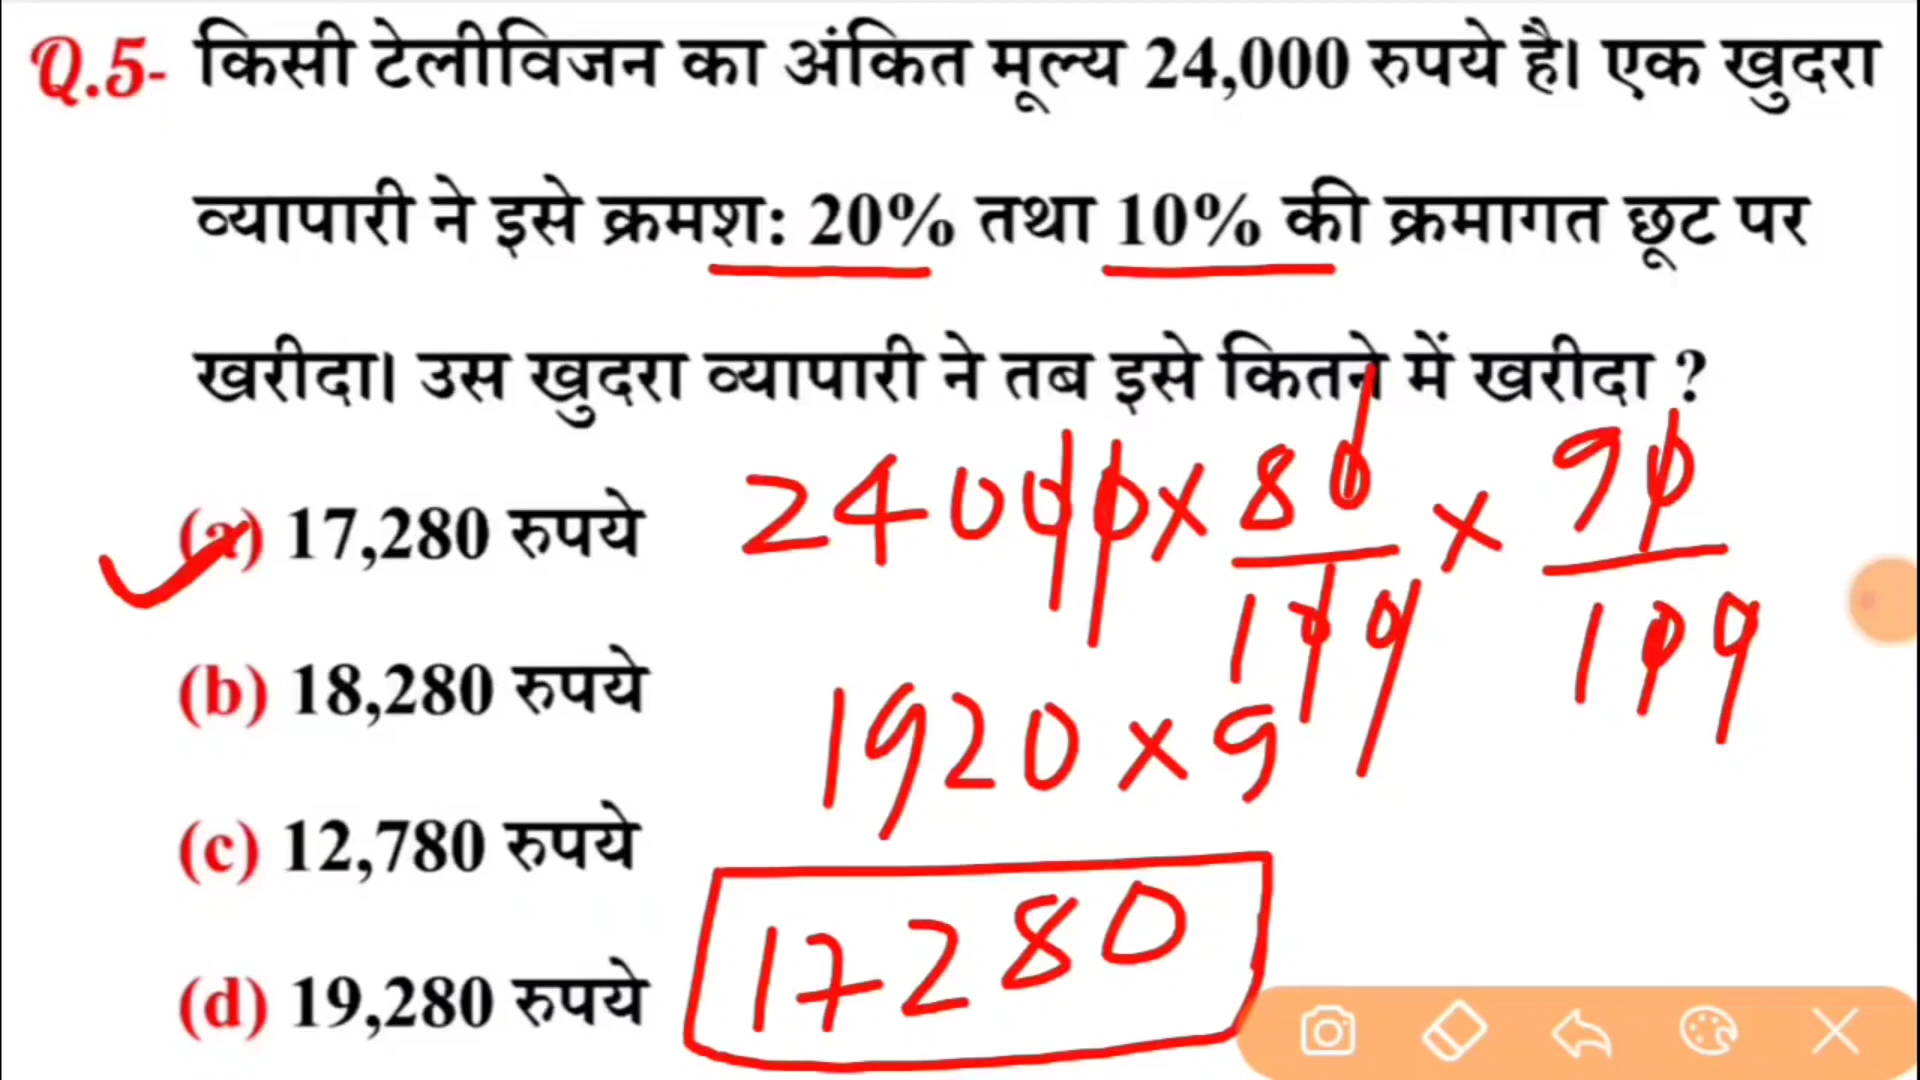 Q.5- किसी टेलीविजन का अंकित मूल्य 24,000 रुपये है। एक खुदरा
व्यापारी ने इसे क्रमश: 20% तथा 10% की क्रमागत छूट पर
खरीदा। उस खुदरा व्यापारी ने तब इसे कितने में खरीदा ?
24000 × 80/100 × 90/100
(a) 17,280 रुपये
(b) 18,280 रुपये
1920 × 9
(c) 12,780 रुपये
17280
(d) 19,280 रुपये